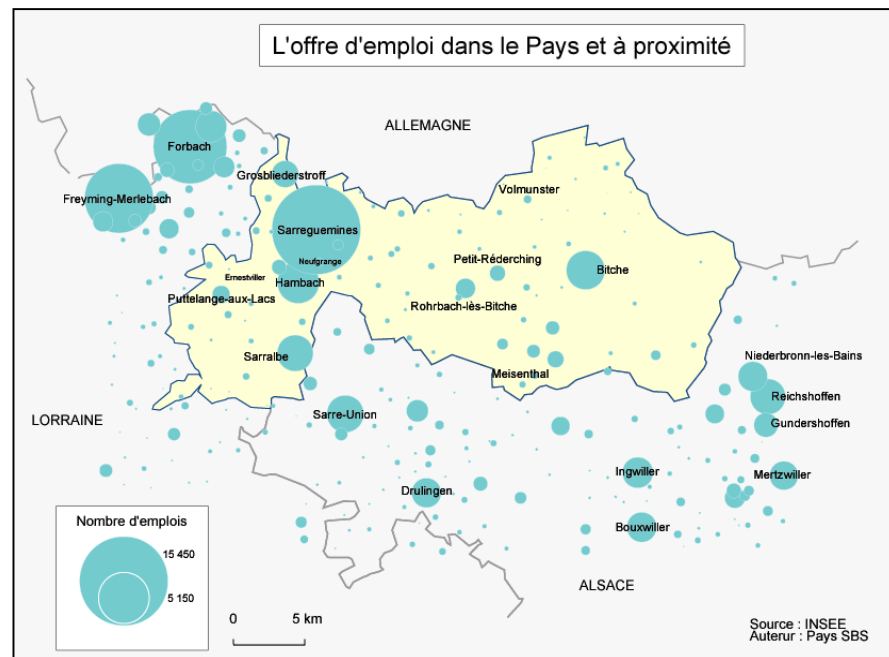 L'offre d'emploi dans le Pays et à proximité
ALLEMAGNE
Forbach
Grosbliederstroff
Freyming-Merlebach
Volmunster
Sarreguemines
Neufgrange
Petit-Réderching
Bitche
Ernestviller
Hambach
Puttelange-aux-Lacs
Rohrbach-lès-Bitche
Sarralbe
Niederbronn-les-Bains
Meisenthal
Reichshoffen
LORRAINE
Sarre-Union
Gundershoffen
Ingwiller
Mertzwiller
Drulingen
Bouxwiller
Nombre d'emplois
15 450
5 150
ALSACE
0
5 km
Source : INSEE
Auterur : Pays SBS